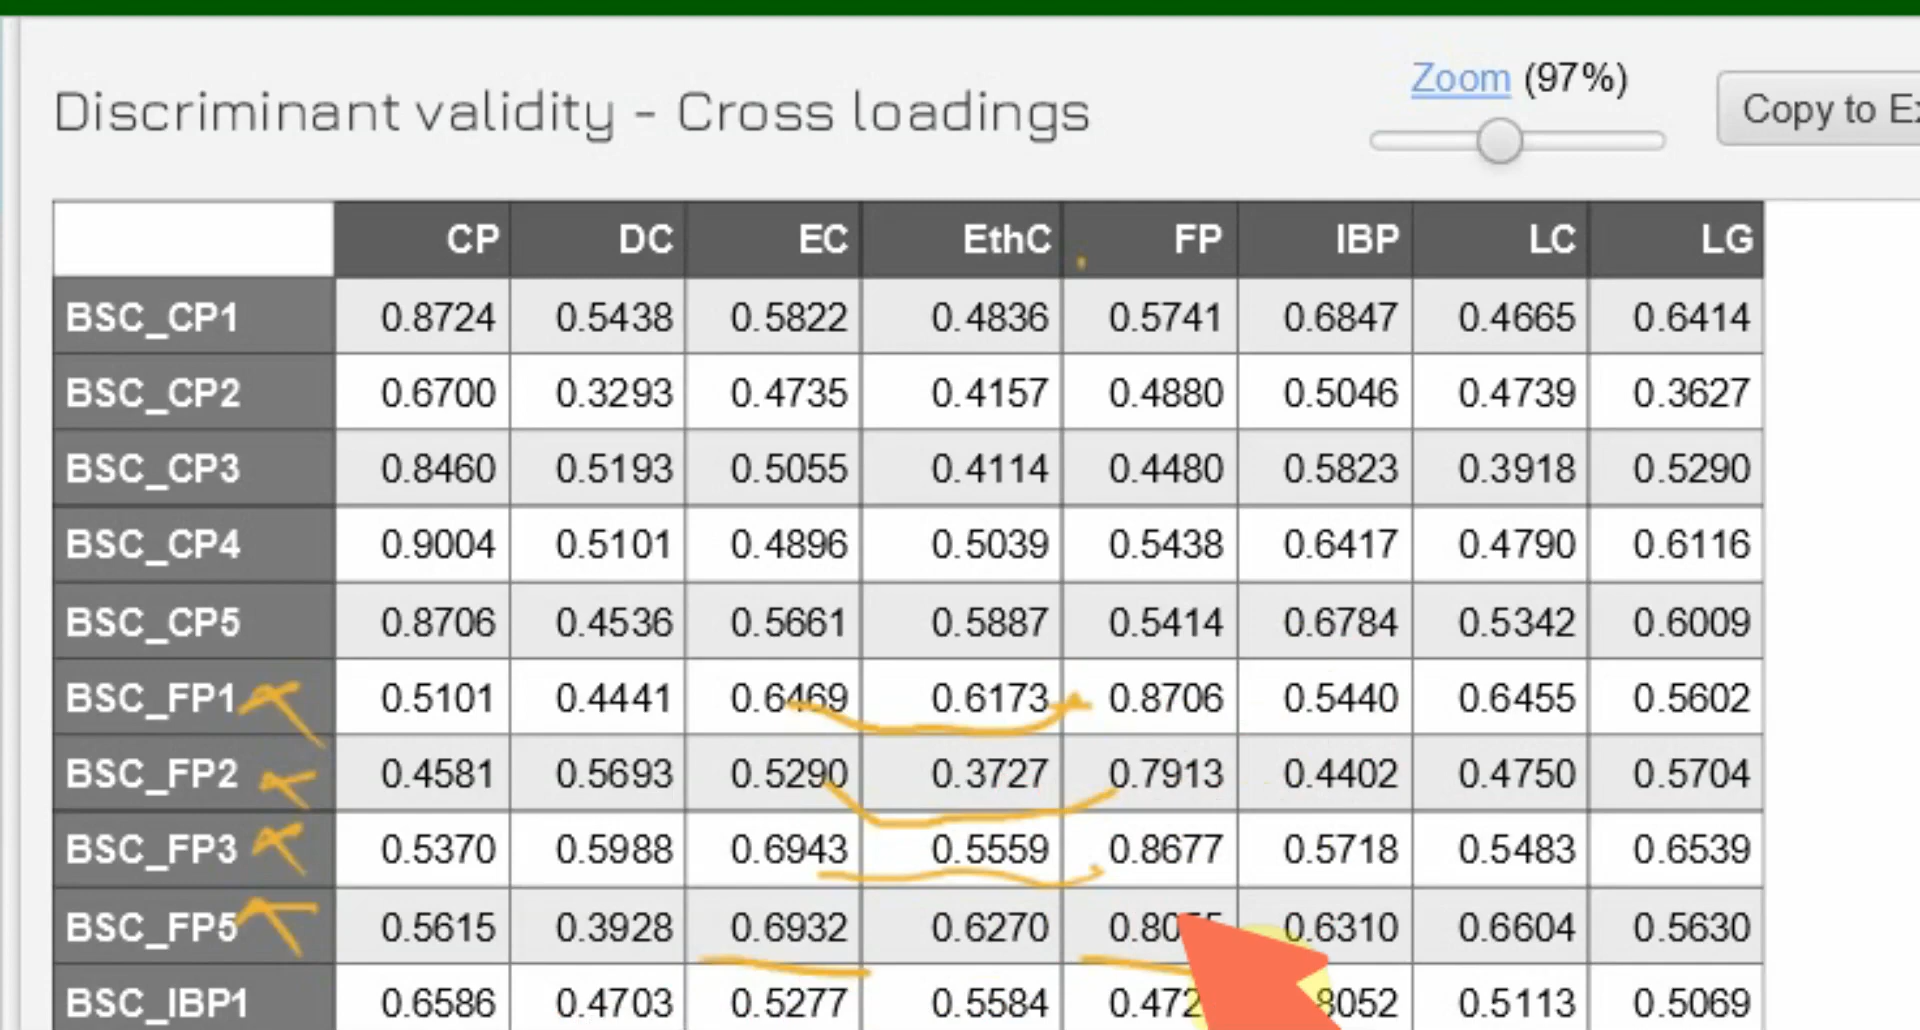 Zoom (97%)
Discriminant validity - Cross loadings
Copy to
CP DC EC EthC FP IBP LC LG
BSC_CP1 0.8724 0.5438 0.5822 0.4836 0.5741 0.6847 0.4665 0.6414
BSC_CP2 0.6700 0.3293 0.4735 0.4157 0.4880 0.5046 0.4739 0.3627
BSC_CP3 0.8460 0.5193 0.5055 0.4114 0.4480 0.5823 0.3918 0.5290
BSC_CP4 0.9004 0.5101 0.4896 0.5039 0.5438 0.6417 0.4790 0.6116
BSC_CP5 0.8706 0.4536 0.5661 0.5887 0.5414 0.6784 0.5342 0.6009
BSC_FP1 0.5101 0.4441 0.6469 0.6173 0.8706 0.5440 0.6455 0.5602
BSC_FP2 0.4581 0.5693 0.5290 0.3727 0.7913 0.4402 0.4750 0.5704
BSC_FP3 0.5370 0.5988 0.6943 0.5559 0.8677 0.5718 0.5483 0.6539
BSC_FP5 0.5615 0.3928 0.6932 0.6270 0.6310 0.6604 0.5630
BSC_IBP1 0.6586 0.4703 0.5277 0.5584 0.5113 0.5069